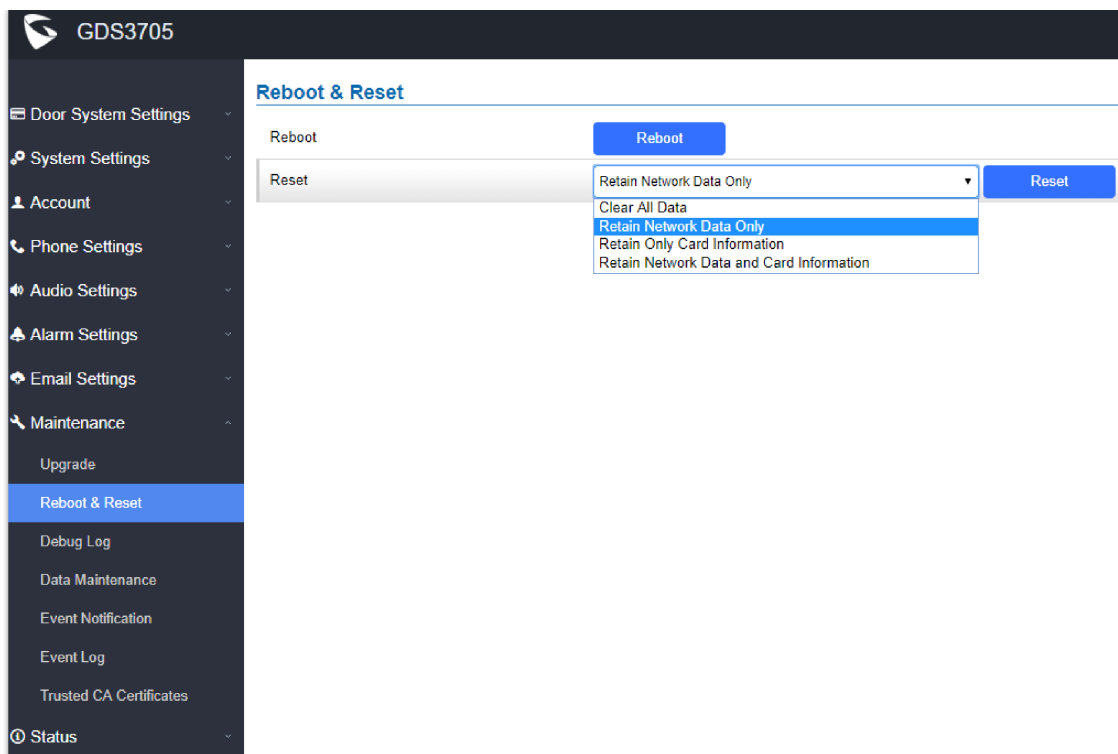 GDS3705
Door System Settings
System Settings
Account
Phone Settings
Audio Settings
Alarm Settings
Email Settings
Maintenance
Upgrade
Reboot & Reset
Debug Log
Data Maintenance
Event Notification
Event Log
Trusted CA Certificates
Status
Reboot & Reset
Reboot Reboot
Reset Retain Network Data Only Reset
Clear All Data
Retain Network Data Only
Retain Only Card Information
Retain Network Data and Card Information